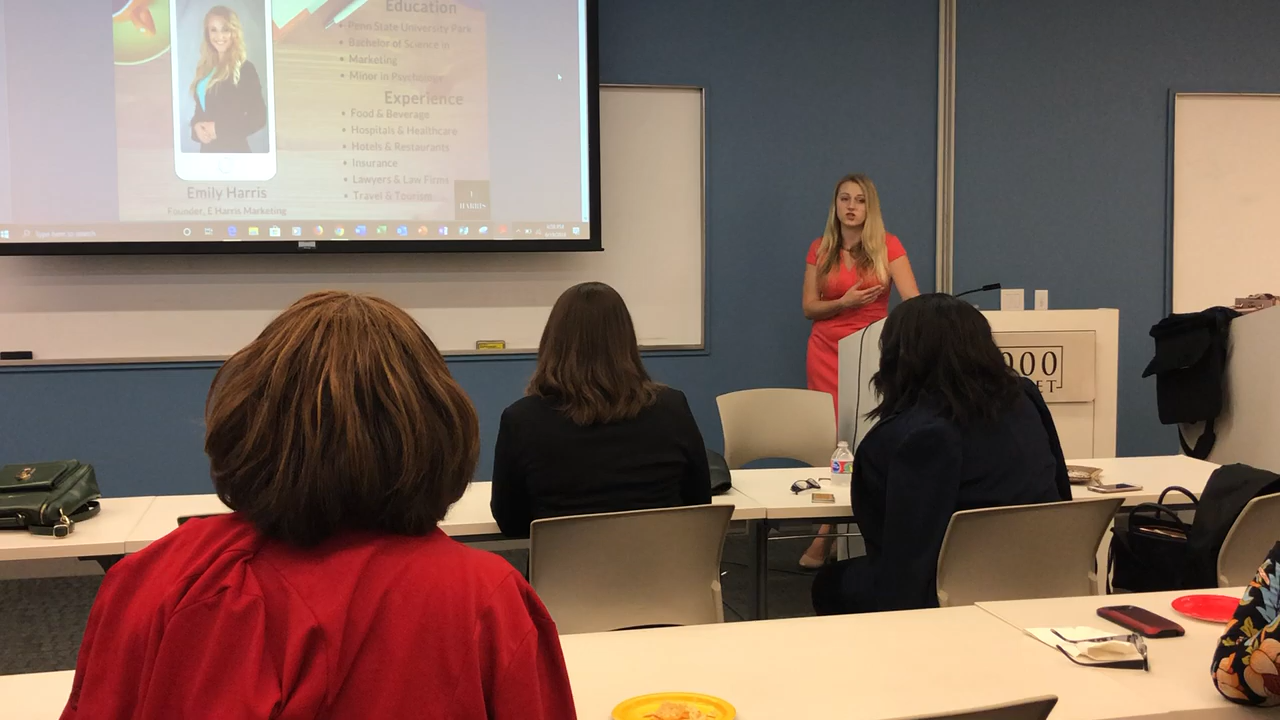 Education
• Penn State University Park
• Bachelor of Science in
• Marketing
• Minor in Psychology
Experience
• Food & Beverage
• Hospitals & Healthcare
• Hotels & Restaurants
• Insurance
• Lawyers & Law Firms
• Travel & Tourism
Emily Harris
Founder, E Harris Marketing
HARRIS
Type here to search
000
ET